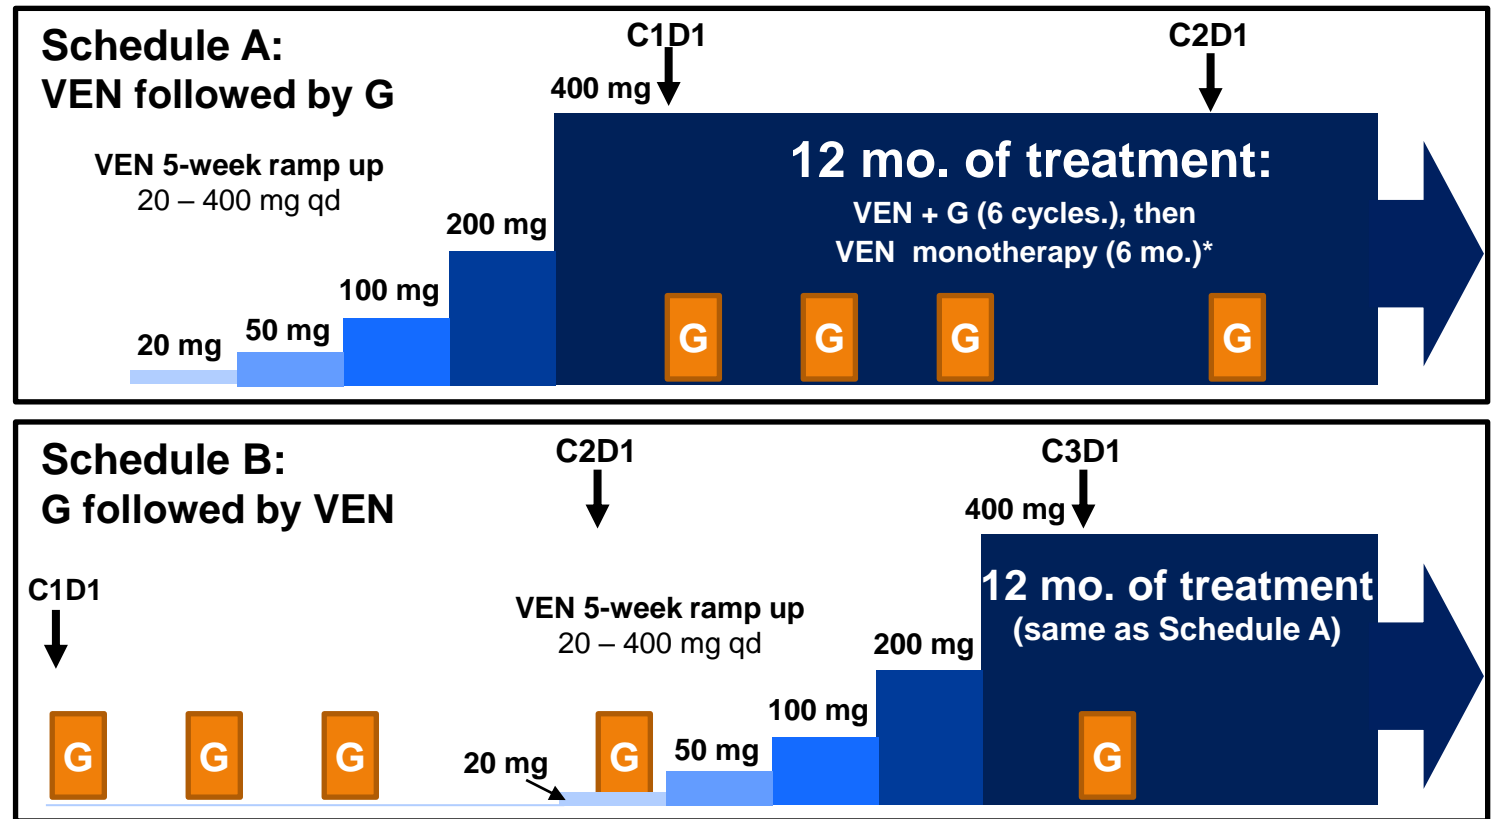 Schedule A:
VEN followed by G
C1D1
C2D1
400 mg
VEN 5-week ramp up
20 – 400 mg qd
200 mg
100 mg
50 mg
20 mg
12 mo. of treatment:
VEN + G (6 cycles.), then
VEN monotherapy (6 mo.)*
G
G
G
G
Schedule B:
G followed by VEN
C1D1
C2D1
C3D1
400 mg
VEN 5-week ramp up
20 – 400 mg qd
200 mg
100 mg
50 mg
20 mg
12 mo. of treatment
(same as Schedule A)
G
G
G
G
G